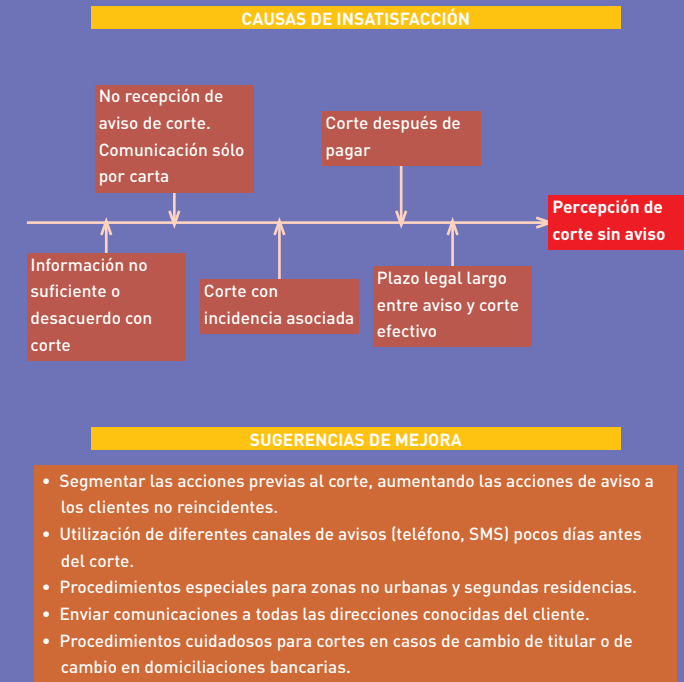 CAUSAS DE INSATISFACCIÓN
No recepción de
aviso de corte.
Comunicación sólo
por carta
Corte después de
pagar
Percepción de
corte sin aviso
Información no
suficiente o
desacuerdo con
corte
Corte con
incidencia asociada
Plazo legal largo
entre aviso y corte
efectivo
SUGERENCIAS DE MEJORA
• Segmentar las acciones previas al corte, aumentando las acciones de aviso a
los clientes no reincidentes.
• Utilización de diferentes canales de avisos (teléfono, SMS) pocos días antes
del corte.
• Procedimientos especiales para zonas no urbanas y segundas residencias.
• Enviar comunicaciones a todas las direcciones conocidas del cliente.
• Procedimientos cuidadosos para cortes en casos de cambio de titular o de
cambio en domiciliaciones bancarias.